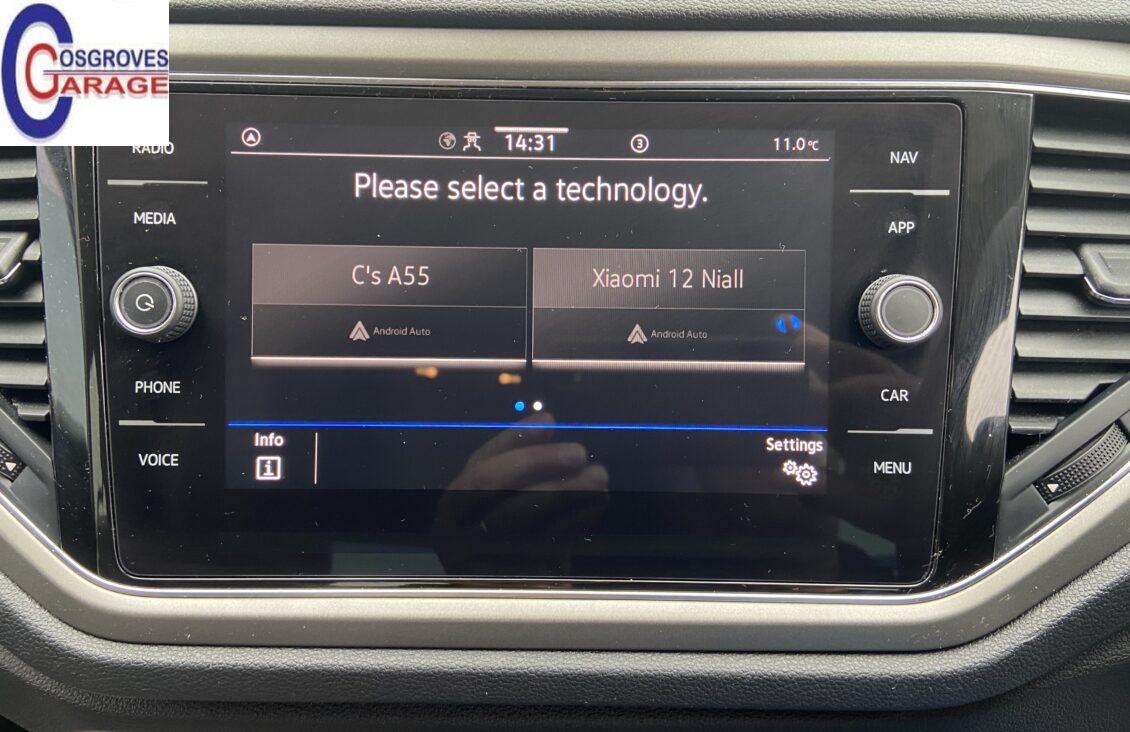 COSGROVES
GARAGE
RADIO
MEDIA
PHONE
VOICE
14:31
3
11.0 °C
Please select a technology.
C's A55
Android Auto
Xiaomi 12 Niall
Android Auto
Info
i
Settings
NAV
APP
CAR
MENU